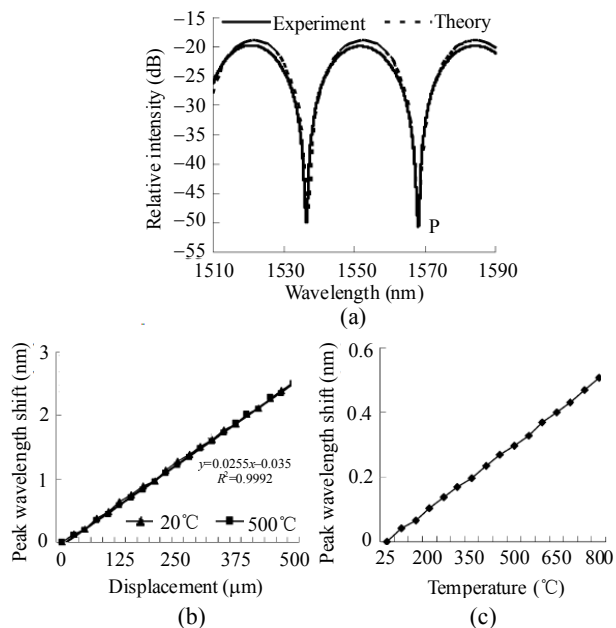 Experiment Theory
Relative intensity (dB)
−15
−20
−25
−30
−35
−40
−45
−50
−55
P
1510 1530 1550 1570 1590
Wavelength (nm)
(a)
Peak wavelength shift (nm)
3
2
1
0
y=0.0255x−0.035
R²=0.9992
20℃ 500℃
0 125 250 375 500
Displacement (μm)
(b)
Peak wavelength shift (nm)
0.6
0.4
0.2
0
25 200 350 500 650 800
Temperature (℃)
(c)